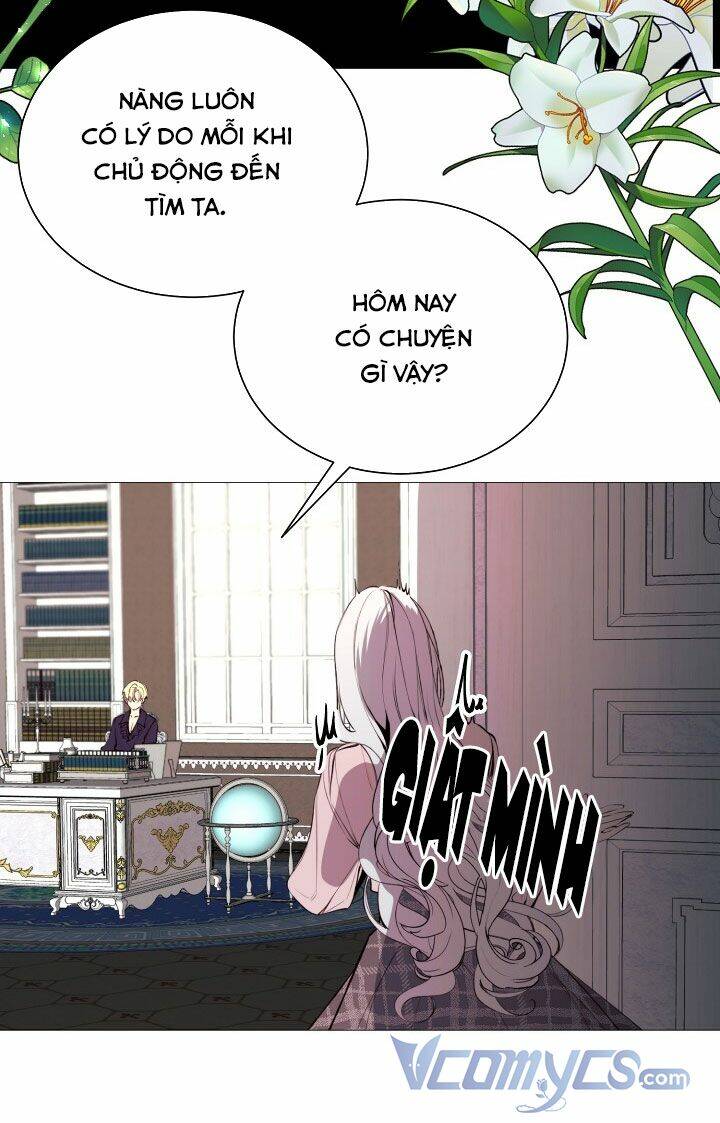 NÀNG LUÔN
CÓ LÝ DO MỖI KHI
CHỦ ĐỘNG ĐẾN
TÌM TA.
HÔM NAY
CÓ CHUYỆN
GÌ VẬY?
GIẬT MÌNH
VCOMYCS.com